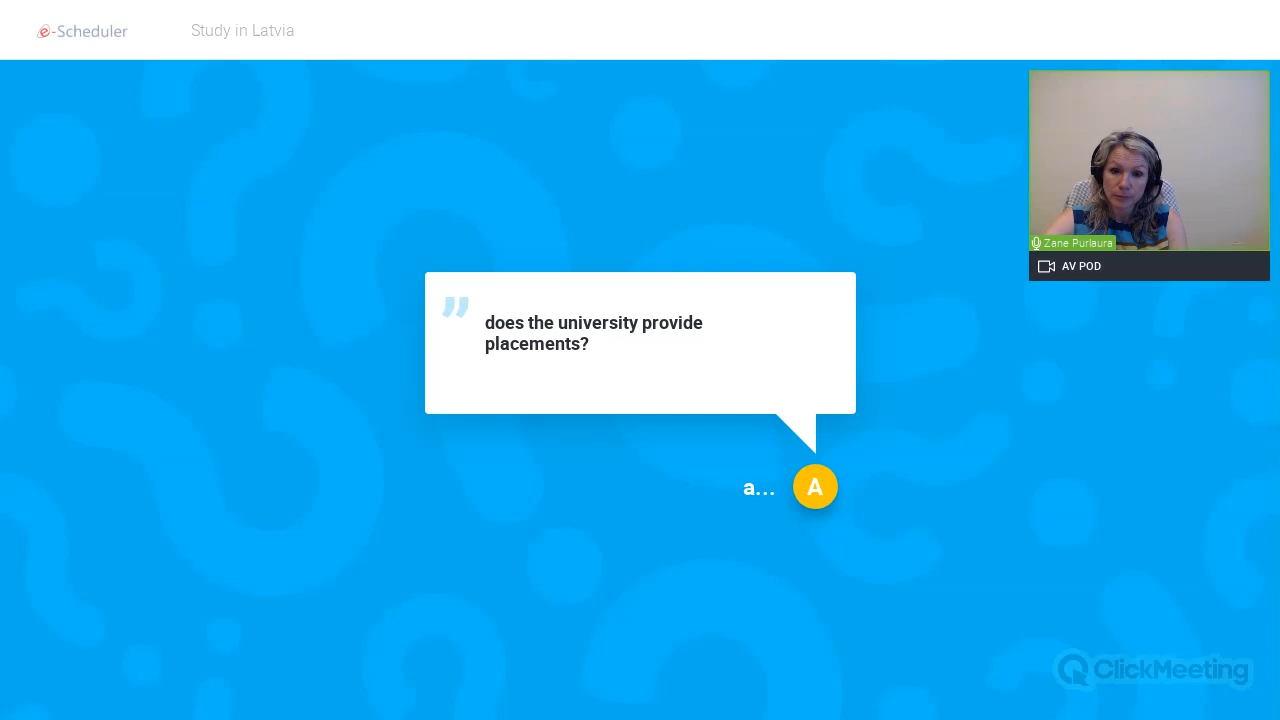 e-Scheduler
Study in Latvia
Zane Purlaura
AV POD
"
does the university provide
placements?
a...
A
ClickMeeting